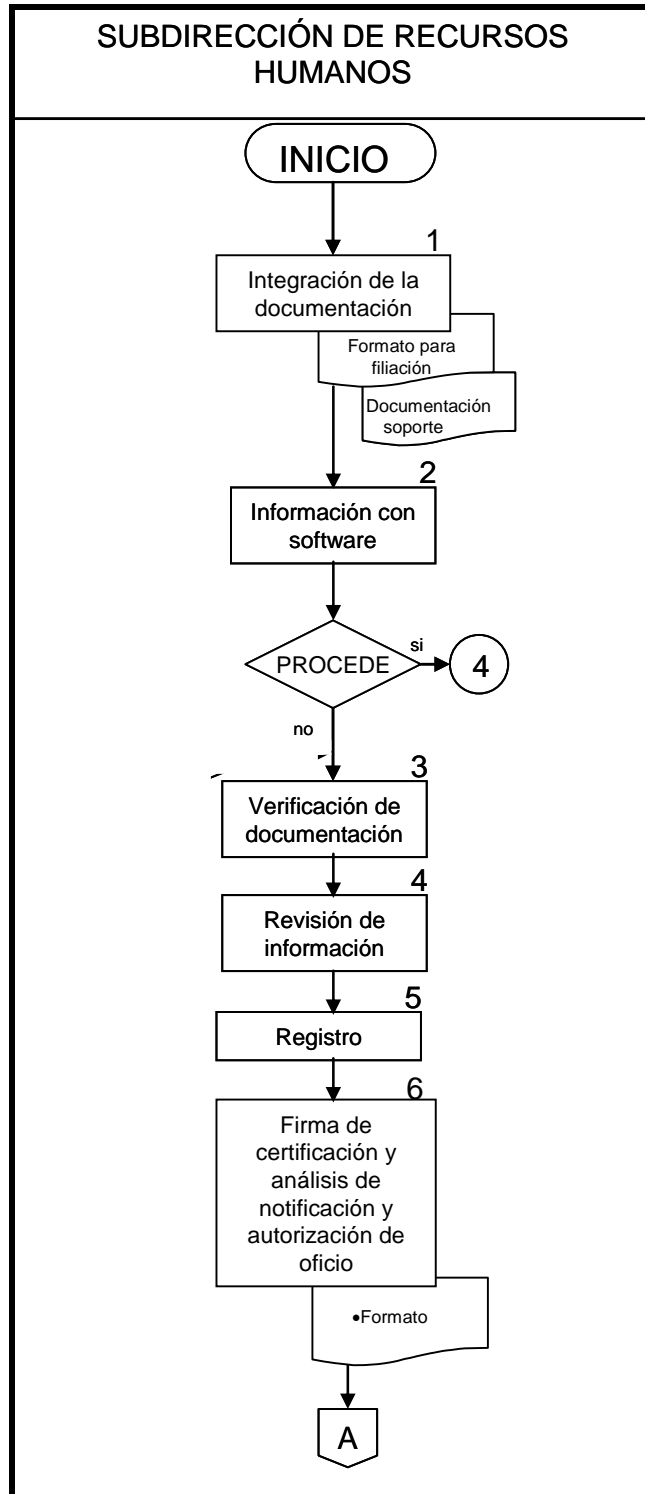 SUBDIRECCIÓN DE RECURSOS
HUMANOS
INICIO
1
Integración de la
documentación
Formato para
filiación
Documentación
soporte
2
Información con
software
PROCEDE
si
4
no
3
Verificación de
documentación
4
Revisión de
información
5
Registro
6
Firma de
certificación y
análisis de
notificación y
autorización de
oficio
•Formato
A